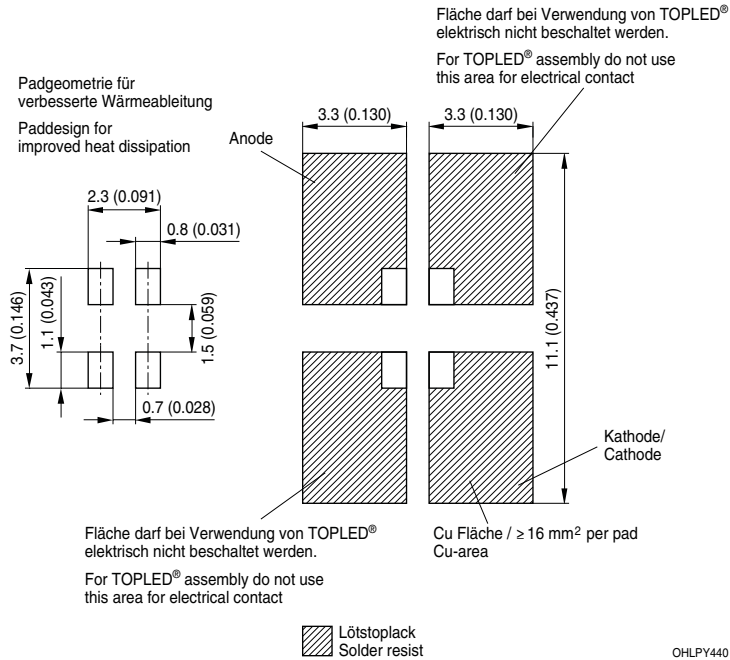 Fläche darf bei Verwendung von TOPLED®
elektrisch nicht beschaltet werden.
For TOPLED® assembly do not use
this area for electrical contact
Padgeometrie für
verbesserte Wärmeableitung
Paddesign for
improved heat dissipation
Anode
3.3 (0.130)
3.3 (0.130)
2.3 (0.091)
0.8 (0.031)
3.7 (0.146)
1.1 (0.043)
1.5 (0.059)
11.1 (0.437)
0.7 (0.028)
Kathode/
Cathode
Fläche darf bei Verwendung von TOPLED®
elektrisch nicht beschaltet werden.
For TOPLED® assembly do not use
this area for electrical contact
Cu Fläche / ≥ 16 mm² per pad
Cu-area
Lötstoplack
Solder resist
OHLPY440